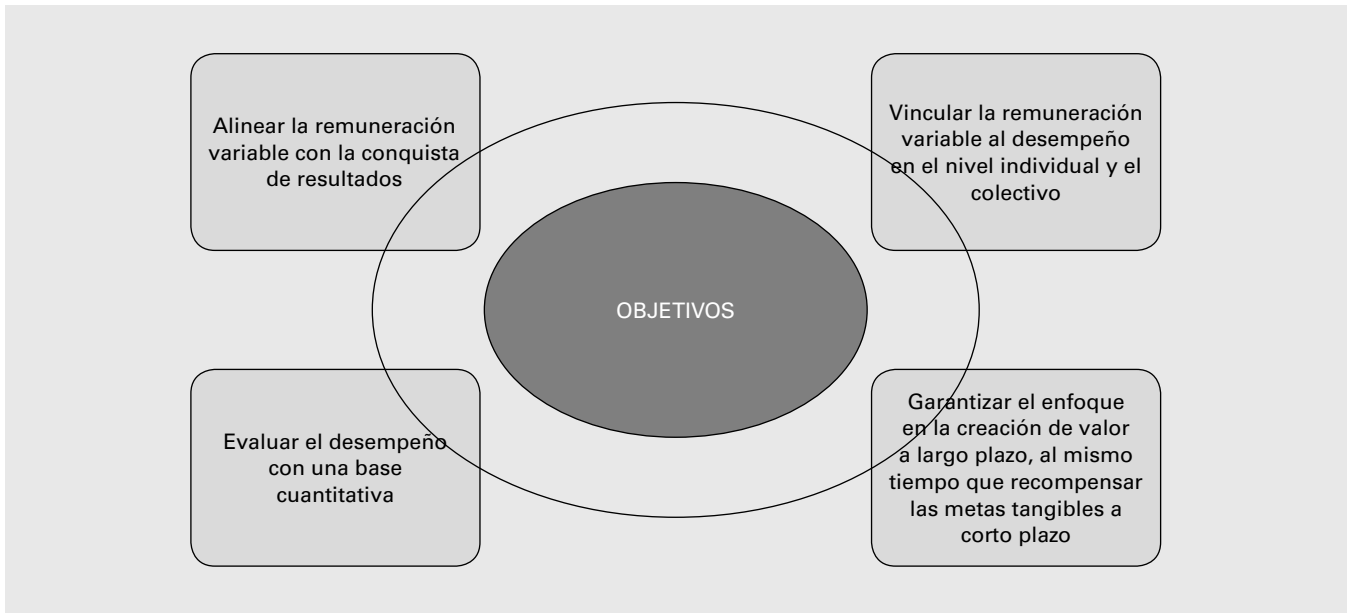 Alinear la remuneración
variable con la conquista
de resultados
Vincular la remuneración
variable al desempeño
en el nivel individual y el
colectivo
OBJETIVOS
Evaluar el desempeño
con una base
cuantitativa
Garantizar el enfoque
en la creación de valor
a largo plazo, al mismo
tiempo que recompensar
las metas tangibles a
corto plazo